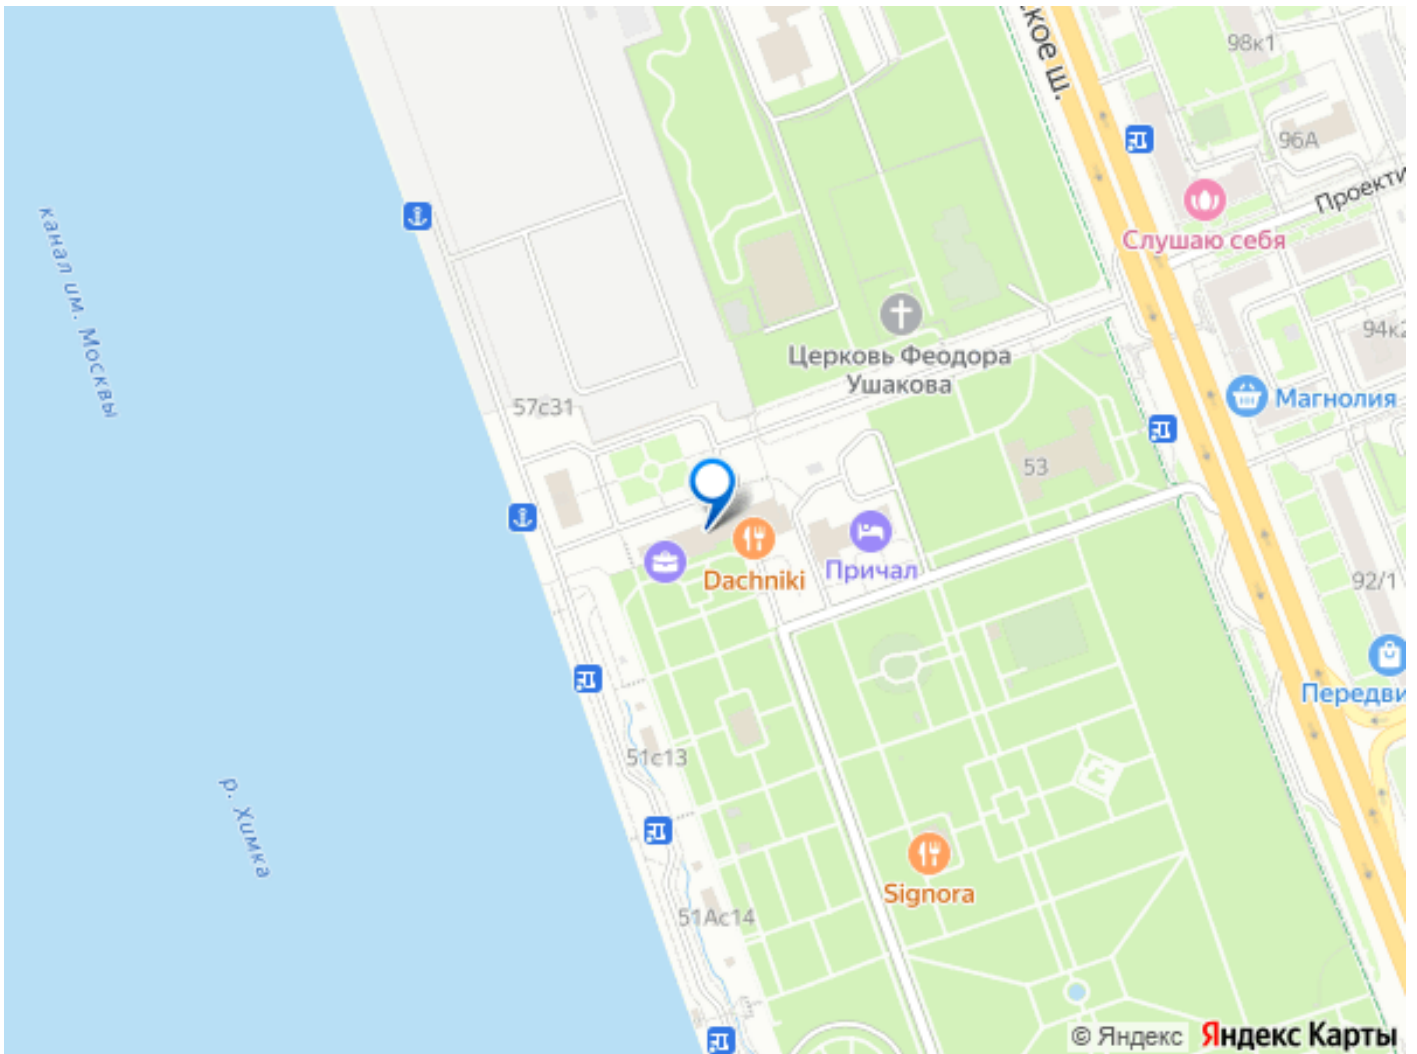 ское ш.
98к1
96А
Проекти
Слушаю себя
канал им. Москвы
Церковь Феодора
Ушакова
94к2
Магнолия
57с31
53
Dachniki
Причал
92/1
Передви
51с13
р. Химка
Signora
51Ас14
© Яндекс Яндекс Карты